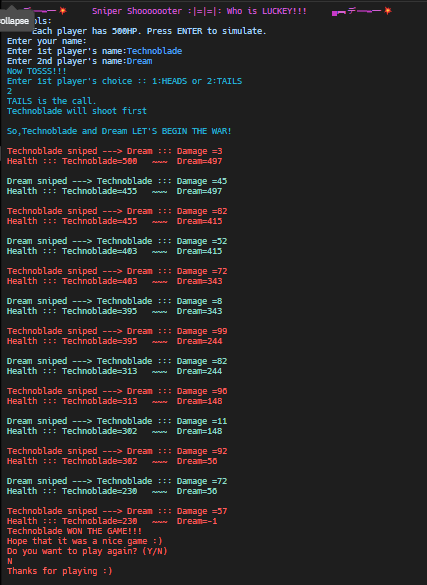 Sniper Shooooooter :|=|=|: Who is LUCKEY!!!
ollapse
ols:
Each player has 500HP. Press ENTER to simulate.
Enter your name:
Enter 1st player's name:Technoblade
Enter 2nd player's name:Dream
Now TOSSS!!!
Enter 1st player's choice :: 1:HEADS or 2:TAILS
2
TAILS is the call.
Technoblade will shoot first
So,Technoblade and Dream LET'S BEGIN THE WAR!
Technoblade sniped ---> Dream ::: Damage =3
Health ::: Technoblade=500 ~~~ Dream=497
Dream sniped ---> Technoblade ::: Damage =45
Health ::: Technoblade=455 ~~~ Dream=497
Technoblade sniped ---> Dream ::: Damage =82
Health ::: Technoblade=455 ~~~ Dream=415
Dream sniped ---> Technoblade ::: Damage =52
Health ::: Technoblade=403 ~~~ Dream=415
Technoblade sniped ---> Dream ::: Damage =72
Health ::: Technoblade=403 ~~~ Dream=343
Dream sniped ---> Technoblade ::: Damage =8
Health ::: Technoblade=395 ~~~ Dream=343
Technoblade sniped ---> Dream ::: Damage =99
Health ::: Technoblade=395 ~~~ Dream=244
Dream sniped ---> Technoblade ::: Damage =82
Health ::: Technoblade=313 ~~~ Dream=244
Technoblade sniped ---> Dream ::: Damage =96
Health ::: Technoblade=313 ~~~ Dream=148
Dream sniped ---> Technoblade ::: Damage =11
Health ::: Technoblade=302 ~~~ Dream=148
Technoblade sniped ---> Dream ::: Damage =92
Health ::: Technoblade=302 ~~~ Dream=56
Dream sniped ---> Technoblade ::: Damage =72
Health ::: Technoblade=230 ~~~ Dream=56
Technoblade sniped ---> Dream ::: Damage =57
Health ::: Technoblade=230 ~~~ Dream=-1
Technoblade WON THE GAME!!!
Hope that it was a nice game :)
Do you want to play again? (Y/N)
N
Thanks for playing :)